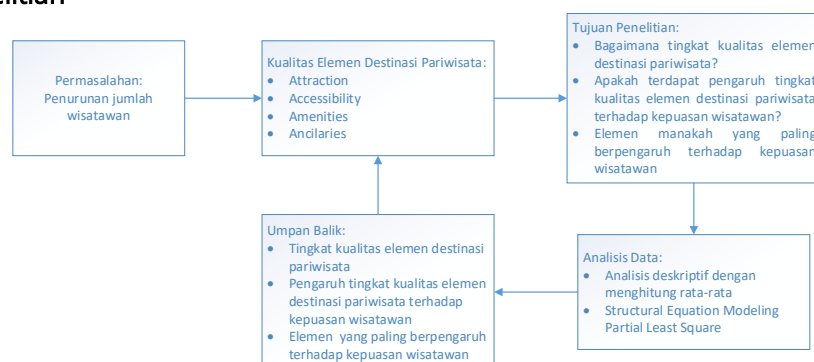 Permasalahan:
Penurunan jumlah
wisatawan
Kualitas Elemen Destinasi Pariwisata:
• Attraction
• Accessibility
• Amenities
• Ancilaries
Tujuan Penelitian:
• Bagaimana tingkat kualitas elemen
destinasi pariwisata?
• Apakah terdapat pengaruh tingkat
kualitas elemen destinasi pariwisata
terhadap kepuasan wisatawan?
• Elemen manakah yang paling
berpengaruh terhadap kepuasan
wisatawan
Analisis Data:
• Analisis deskriptif dengan
menghitung rata-rata
• Structural Equation Modeling
Partial Least Square
Umpan Balik:
• Tingkat kualitas elemen destinasi
pariwisata
• Pengaruh tingkat kualitas elemen
destinasi pariwisata terhadap
kepuasan wisatawan
• Elemen yang paling berpengaruh
terhadap kepuasan wisatawan